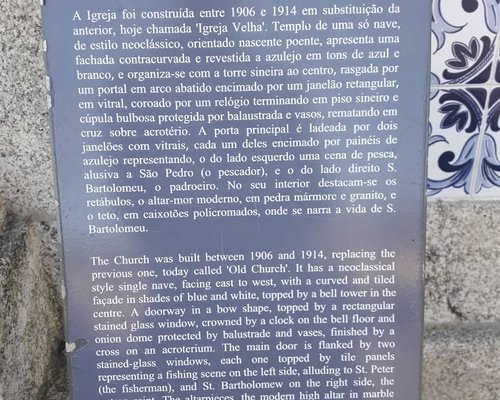 A Igreja foi construída entre 1906 e 1914 em substituição da
anterior, hoje chamada 'Igreja Velha'. Templo de uma só nave,
de estilo neoclássico, orientado nascente poente, apresenta uma
fachada contracurvada e revestida a azulejo em tons de azul e
branco, e organiza-se com a torre sineira ao centro, rasgada por
um portal em arco abatido encimado por um janelão retangular,
em vitral, coroado por um relógio terminando em piso sineiro e
cúpula bulbosa protegida por balaustrada e vasos, rematando em
cruz sobre acrotério. A porta principal é ladeada por dois
janelões com vitrais, cada um deles encimado por painéis de
azulejo representando, o do lado esquerdo uma cena de pesca,
alusiva a São Pedro (o pescador), e o do lado direito S.
Bartolomeu, o padroeiro. No seu interior destacam-se os
retábulos, o altar-mor moderno, em pedra mármore e granito, e
o teto, em caixotões policromados, onde se narra a vida de S.
Bartolomeu.
The Church was built between 1906 and 1914, replacing the
previous one, today called 'Old Church'. It has a neoclassical
style single nave, facing east to west, with a curved and tiled
façade in shades of blue and white, topped by a bell tower in the
centre. A doorway in a bow shape, topped by a rectangular
stained glass window, crowned by a clock on the bell floor and
onion dome protected by balustrade and vases, finished by a
cross on an acroterium. The main door is flanked by two
stained-glass windows, each one topped by tile panels
representing a fishing scene on the left side, alluding to St. Peter
(the fisherman), and St. Bartholomew on the right side, the
saint. The altarpieces, the modern high altar in marble